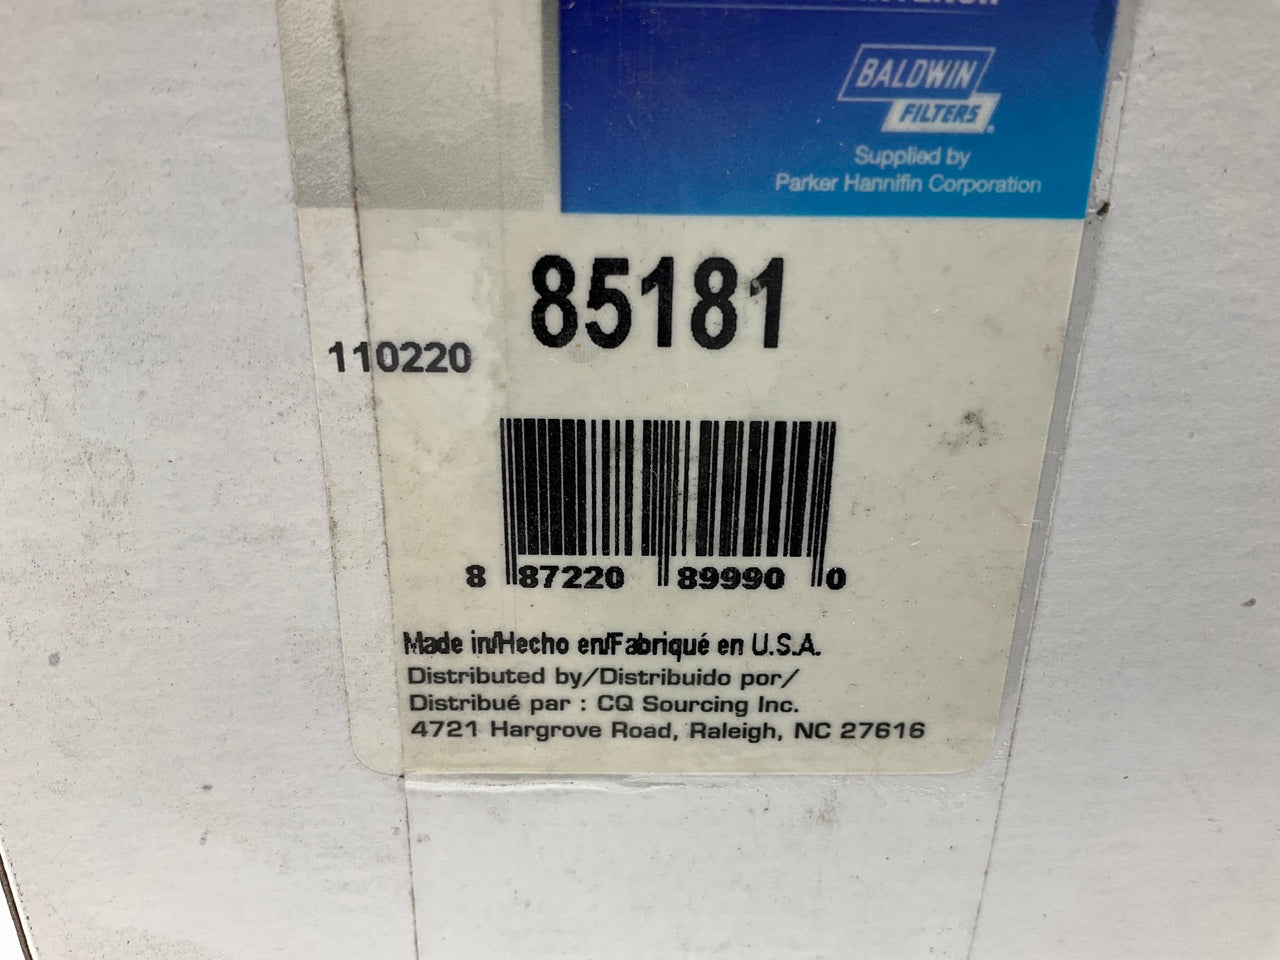 BALDWIN
FILTERS®
Supplied by
Parker Hannifin Corporation
85181
110220
8 87220 89990 0
Made in/Hecho en/Fabriqué en U.S.A.
Distributed by/Distribuido por/
Distribué par : CQ Sourcing Inc.
4721 Hargrove Road, Raleigh, NC 27616